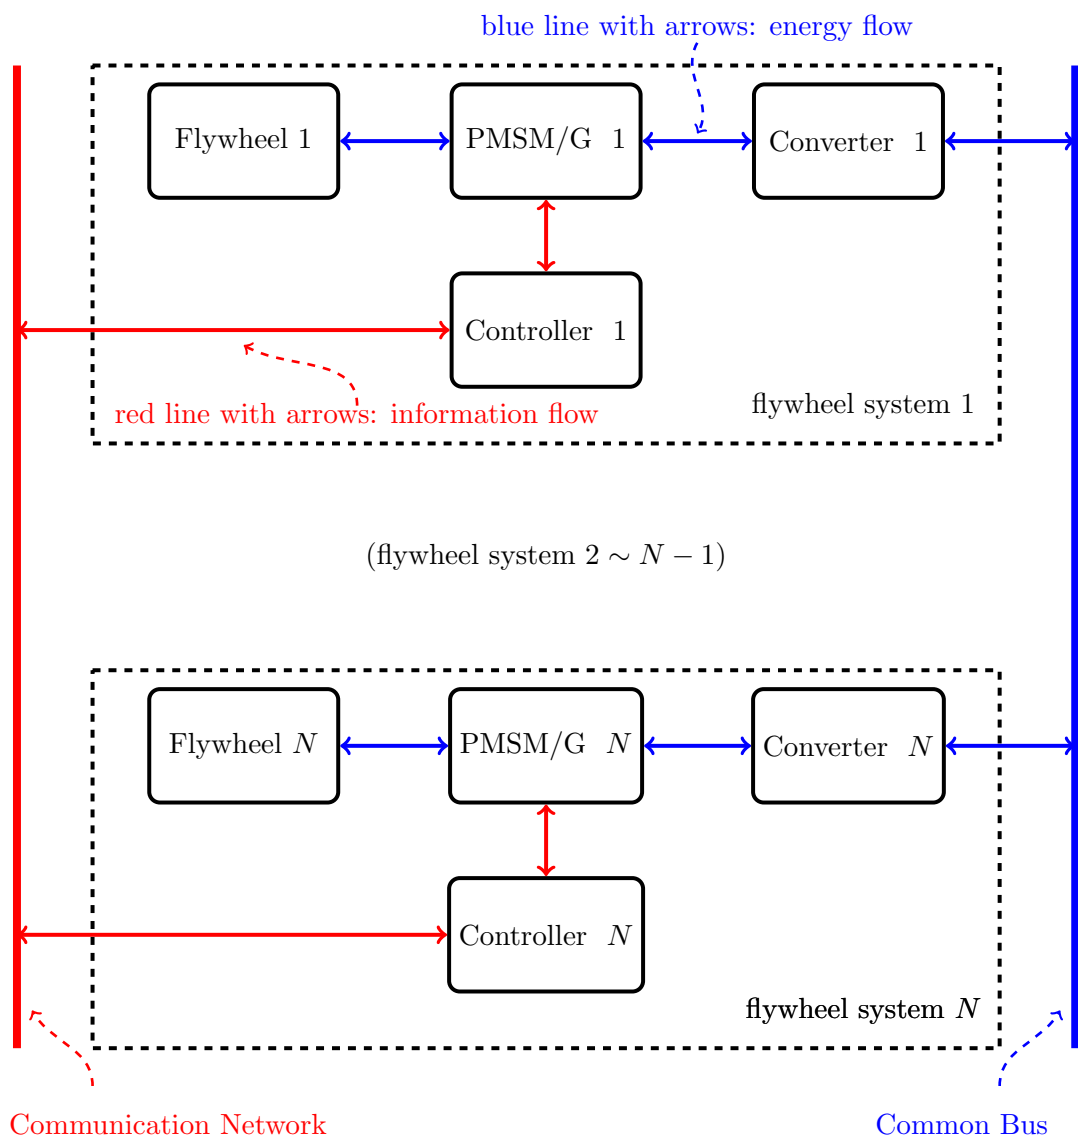 blue line with arrows: energy flow
Flywheel 1
PMSM/G 1
Converter 1
Controller 1
red line with arrows: information flow
flywheel system 1
(flywheel system 2 ∼ N − 1)
Flywheel N
PMSM/G N
Converter N
Controller N
flywheel system N
Communication Network
Common Bus